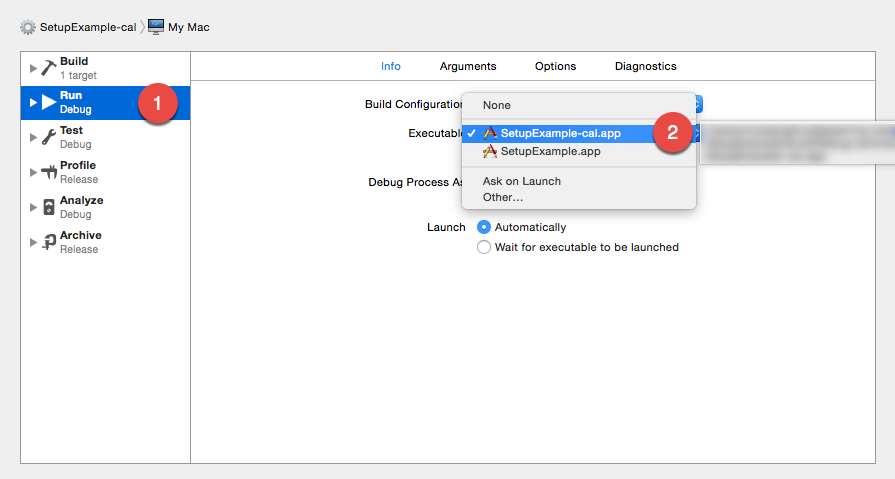 SetupExample-cal My Mac
Build
1 target
Run
Debug
1
Test
Debug
Profile
Release
Analyze
Debug
Archive
Release
Info Arguments Options Diagnostics
Build Configuration
None
Executable
SetupExample-cal.app
2
SetupExample.app
Debug Process As
Ask on Launch
Other...
Launch
Automatically
Wait for executable to be launched